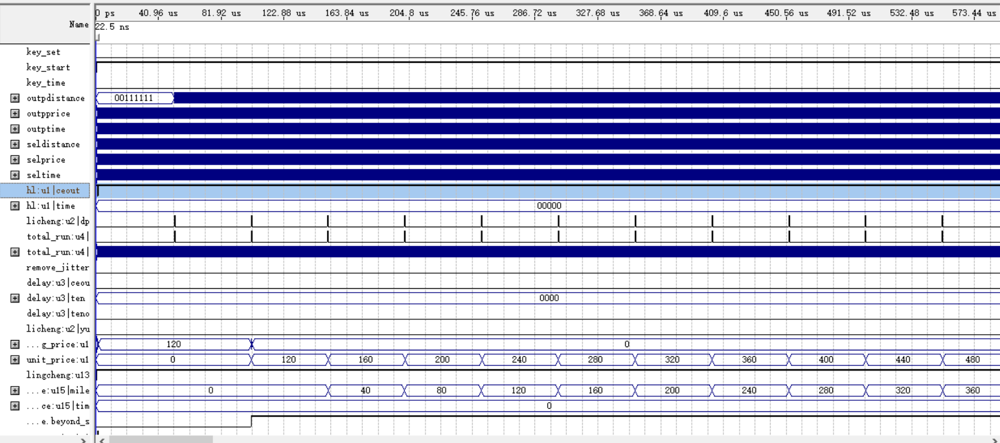 0 ps 40.96 us 81.92 us 122.88 us 163.84 us 204.8 us 245.76 us 286.72 us 327.68 us 368.64 us 409.6 us 450.56 us 491.52 us 532.48 us 573.44 us
Name 22.5 ns
key_set
key_start
key_time
outpdistance 00111111
outpprice
outptime
seldistance
selprice
seltime
hl:u1|ceout
hl:u1|time 00000
licheng:u2|dp
total_run:u4|
total_run:u4|
remove_jitter
delay:u3|ceou
delay:u3|ten 0000
delay:u3|teno
licheng:u2|yu
...g_price:u1 120 0
unit_price:u1 0 120 160 200 240 280 320 360 400 440 480
lingcheng:u13
...e:u15|mile 0 40 80 120 160 200 240 280 320 360
...ce:u15|tim 0
...e.beyond_s